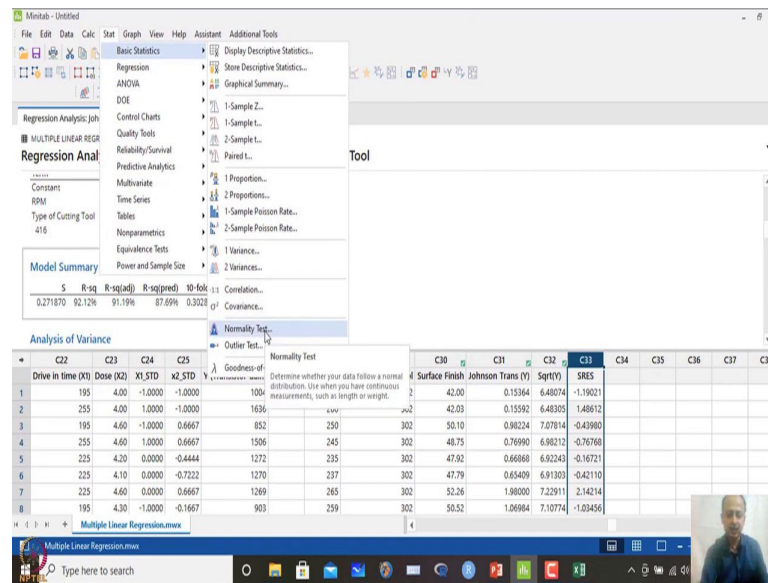 Minitab - Untitled
File Edit Data Calc Stat Graph View Help Assistant Additional Tools
Basic Statistics
Regression
ANOVA
DOE
Control Charts
Quality Tools
Reliability/Survival
Predictive Analytics
Multivariate
Time Series
Tables
Nonparametrics
Equivalence Tests
Power and Sample Size
Display Descriptive Statistics...
Store Descriptive Statistics...
Graphical Summary...
1-Sample Z...
1-Sample t...
2-Sample t...
Paired t...
1 Proportion...
2 Proportions...
1-Sample Poisson Rate...
2-Sample Poisson Rate...
1 Variance...
2 Variances...
Correlation...
Covariance...
Normality Test...
Outlier Test...
Goodness-of-
Normality Test
Determine whether your data follow a normal
distribution. Use when you have continuous
measurements, such as length or weight.
Regression Analysis: Joh
MULTIPLE LINEAR REGR
Regression Anal Tool
Constant
RPM
Type of Cutting Tool
416
Model Summary
S R-sq R-sq(adj) R-sq(pred) 10-fol
0.271870 92.12% 91.19% 87.69% 0.3028
Analysis of Variance
C22 C23 C24 C25 C30 C31 C32 C33 C34 C35 C36 C37 C3
Drive in time (X1) Dose (X2) X1_STD x2_STD Surface Finish Johnson Trans (Y) Sqrt(Y) SRES
1 195 4.00 -1.0000 -1.0000 1004 2 42.00 0.15364 6.48074 -1.19021
2 255 4.00 1.0000 -1.0000 1636 200 302 42.03 0.15592 6.48305 1.48612
3 195 4.60 -1.0000 0.6667 852 250 302 50.10 0.98224 7.07814 -0.43980
4 255 4.60 1.0000 0.6667 1506 245 302 48.75 0.76990 6.98212 -0.76768
5 225 4.20 0.0000 -0.4444 1272 235 302 47.92 0.66868 6.92243 -0.16721
6 225 4.10 0.0000 -0.7222 1270 237 302 47.79 0.65409 6.91303 -0.42110
7 225 4.60 0.0000 0.6667 1269 265 302 52.26 1.98000 7.22911 2.14214
8 195 4.30 -1.0000 -0.1667 903 259 302 50.52 1.06984 7.10774 -1.03456
Multiple Linear Regression.mwx
Multiple Linear Regression.mwx
Type here to search
NPTEL